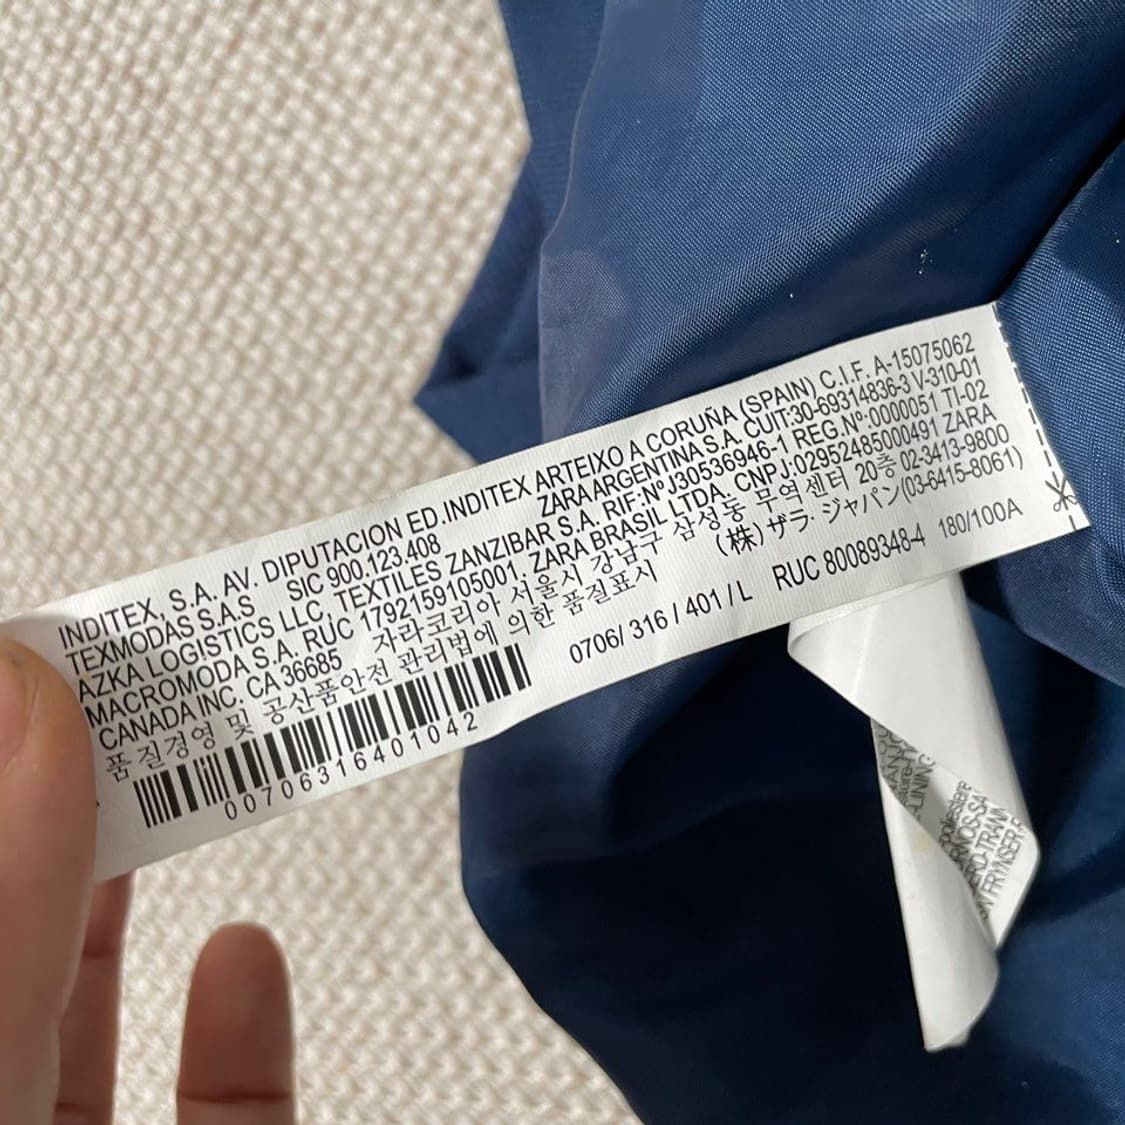 INDITEX, S.A. AV. DIPUTACION ED.INDITEX ARTEIXO A CORUÑA (SPAIN) C.I.F. A-15075062
TEXMODAS S.A.S SIC 900.123.408 ZARA ARGENTINA S.A. CUIT:30-69314836-3 V-310-01
AZKA LOGISTICS LLC, TEXTILES ZANZIBAR S.A. RIF:Nº J30536946-1 REG.Nº:0000051 TI-02
MACROMODA S.A. RUC 1792159105001, ZARA BRASIL LTDA. CNPJ:02952485000491 ZARA
CANADA INC. CA 36685 자라코리아 서울시 강남구 삼성동 무역센터 20층 02-3413-9800
품질경영 및 공산품안전 관리법에 의한 품질표시 (株)ザラ・ジャパン(03-6415-8061)
0706/ 316 / 401 / L RUC 80089348-4 180/100A
00706316401042
LINING
SA